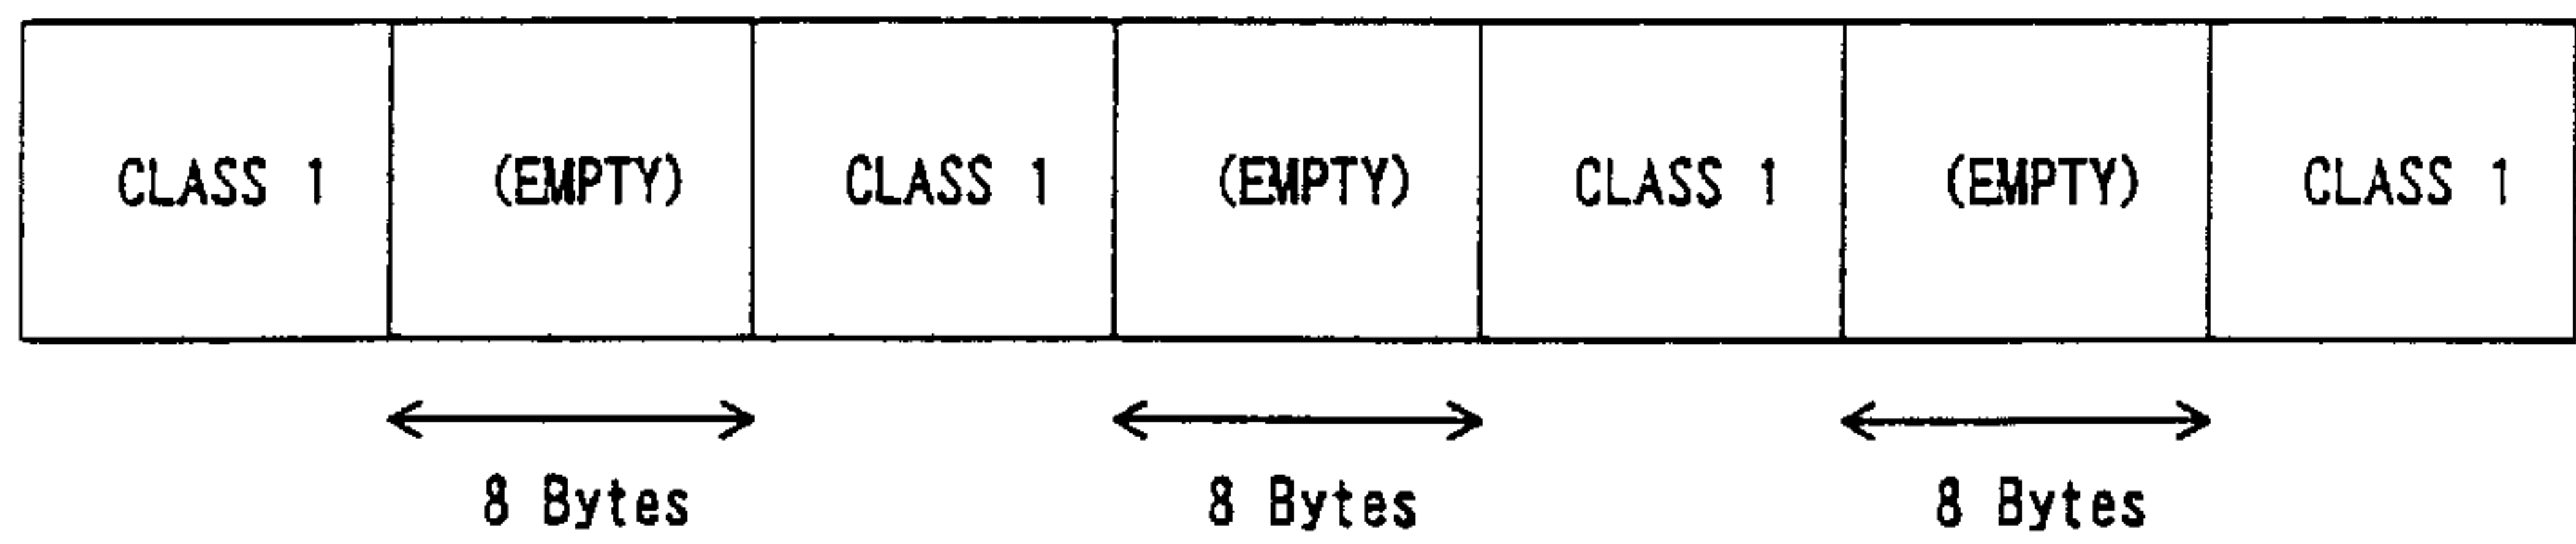 CLASS 1 (EMPTY) CLASS 1 (EMPTY) CLASS 1 (EMPTY) CLASS 1
8 Bytes 8 Bytes 8 Bytes